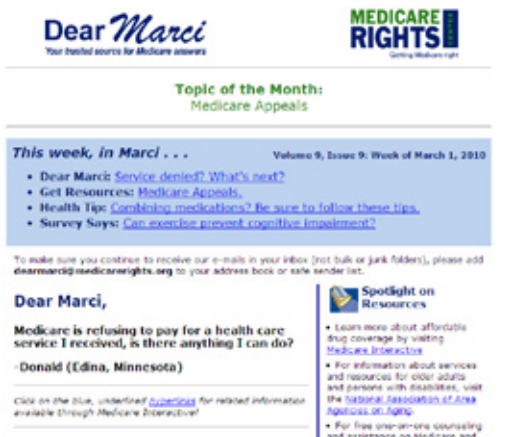 Dear Marci
Your trusted source for Medicare answers
MEDICARE
RIGHTS
CENTER
Getting Medicare right
Topic of the Month:
Medicare Appeals
This week, in Marci . . .
Volume 9, Issue 9: Week of March 1, 2010
• Dear Marci: Service denied? What's next?
• Get Resources: Medicare Appeals.
• Health Tip: Combining medications? Be sure to follow these tips.
• Survey Says: Can exercise prevent cognitive impairment?
To make sure you continue to receive our e-mails in your inbox (not bulk or junk folders), please add
dearmarci@medicarerights.org to your address book or safe sender list.
Dear Marci,
Medicare is refusing to pay for a health care
service I received, is there anything I can do?
-Donald (Edina, Minnesota)
Click on the blue, underlined hyperlinks for related information
available through Medicare Interactive!
Spotlight on
Resources
• Learn more about affordable
drug coverage by visiting
Medicare Interactive
• For information about services
and resources for older adults
and persons with disabilities, visit
the National Association of Area
Agencies on Aging.
• For free one-on-one counseling
and assistance on Medicare and